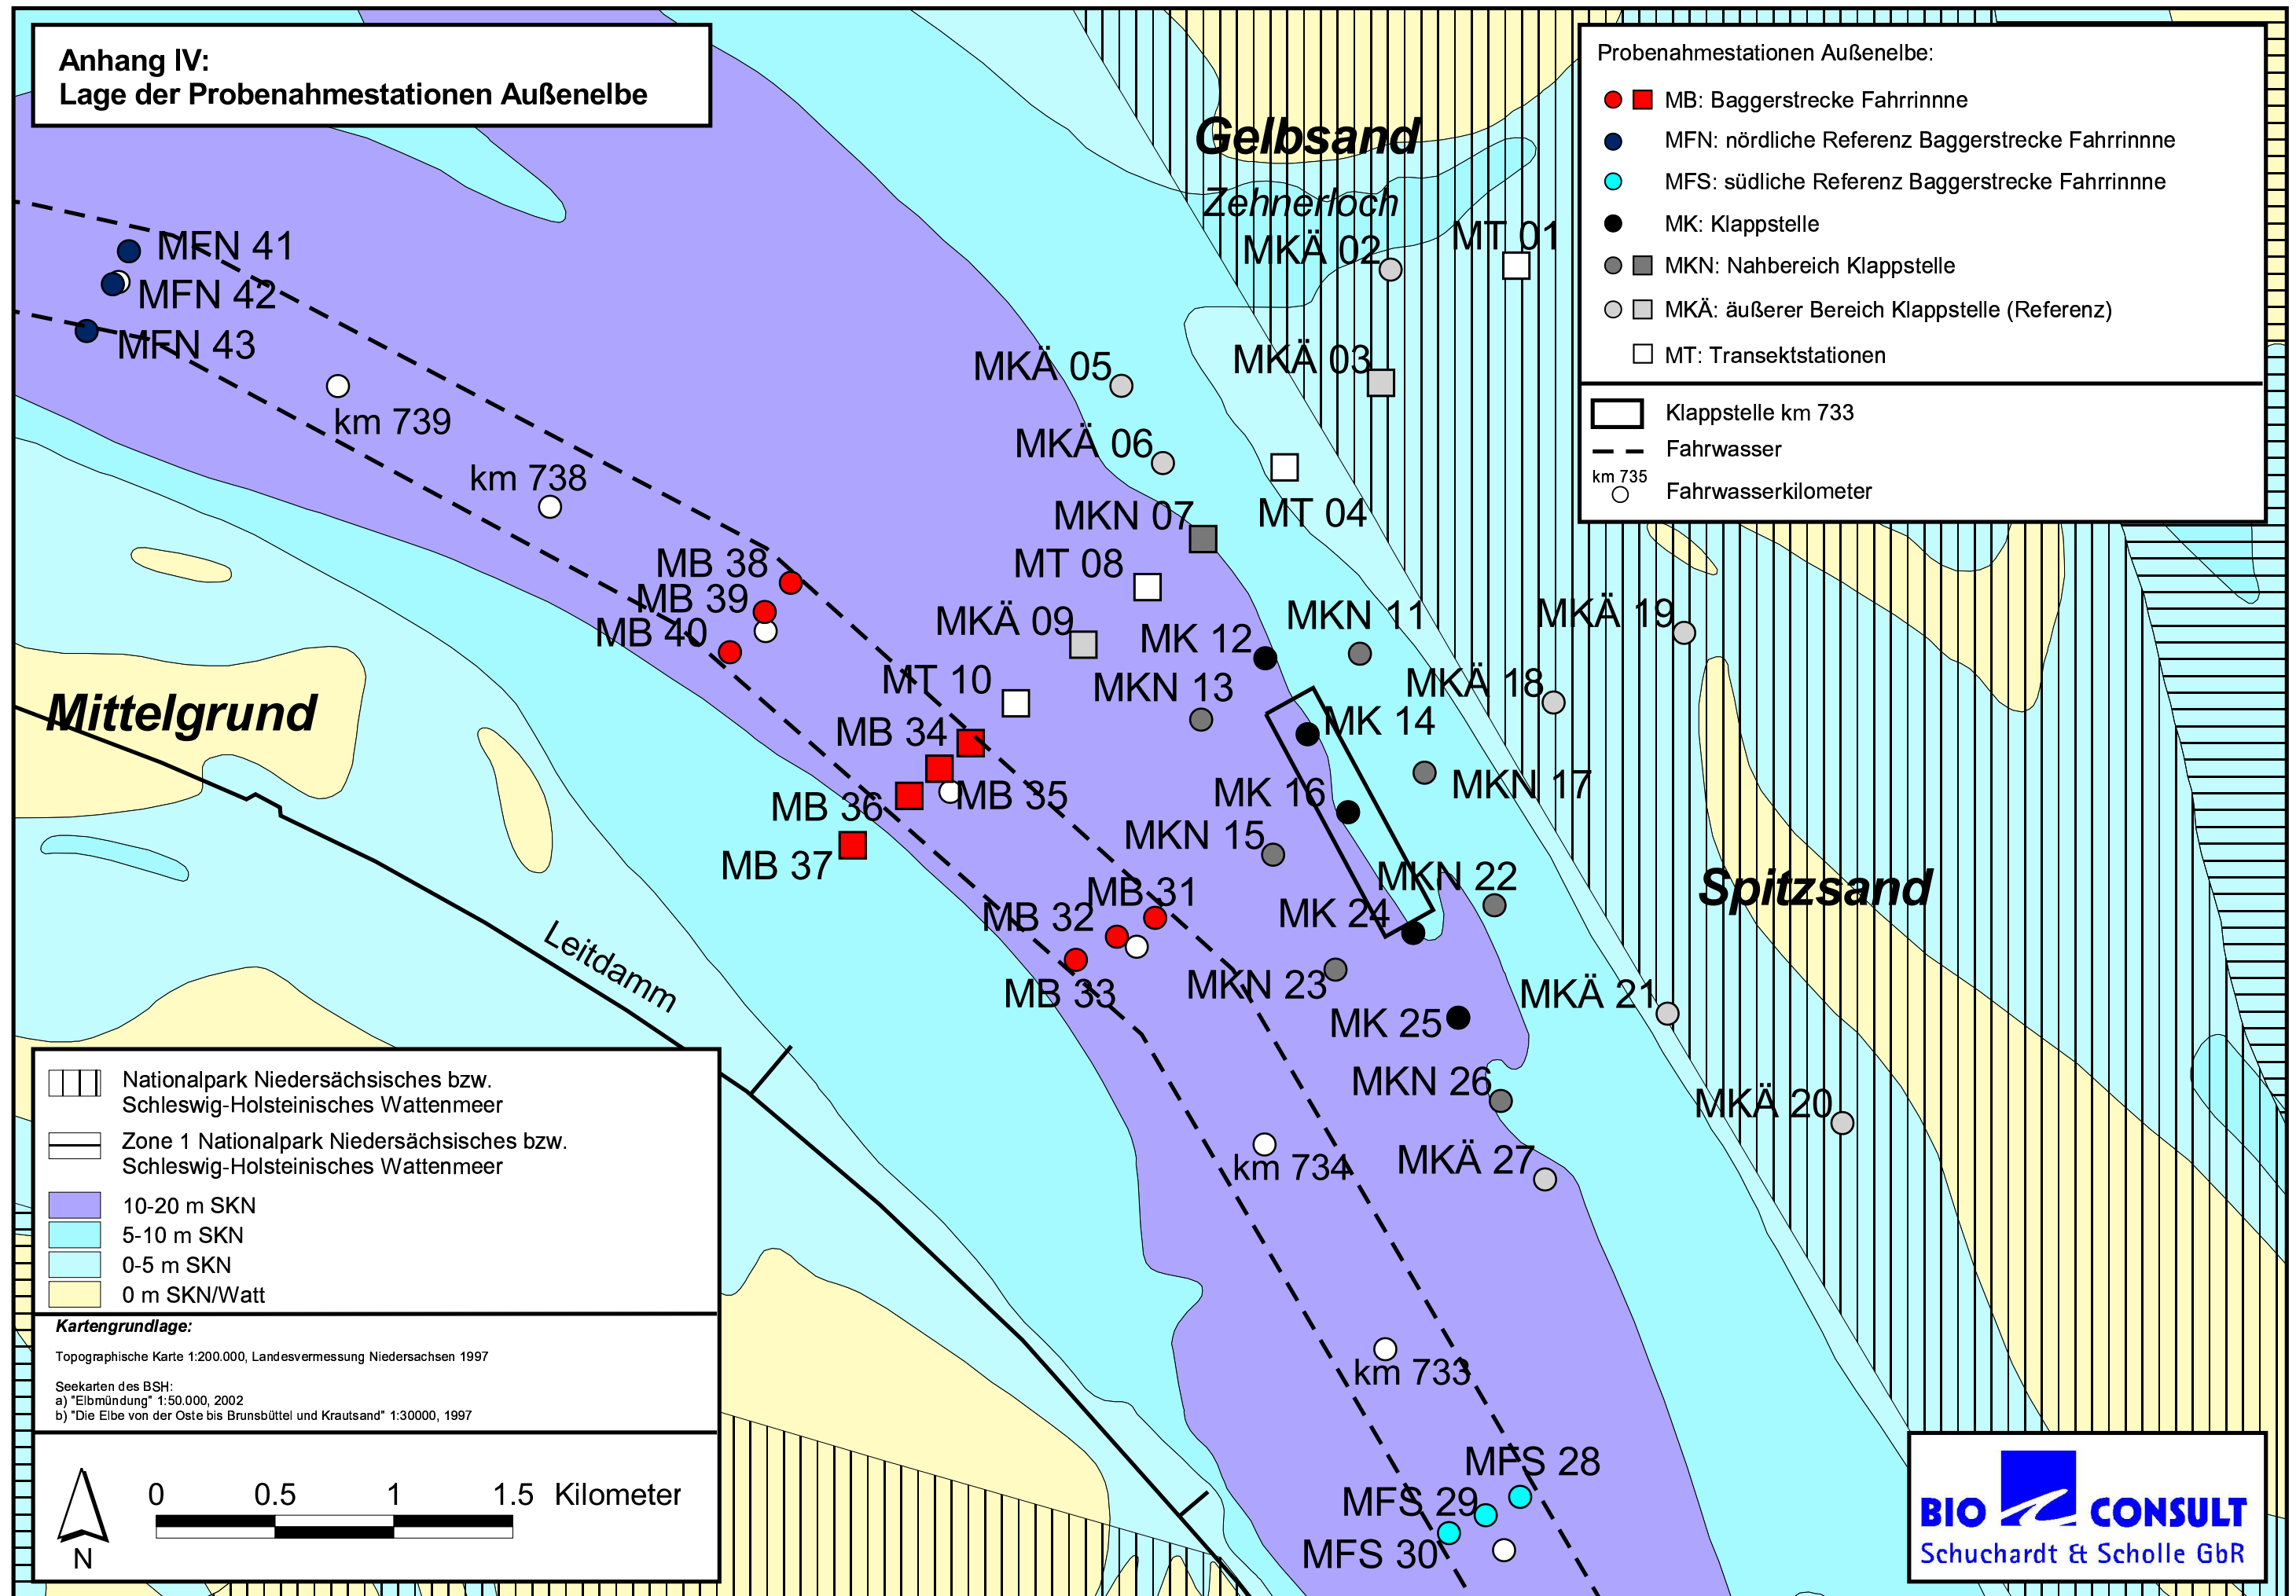 Anhang IV:
Lage der Probenahmestationen Außenelbe
Probenahmestationen Außenelbe:
MB: Baggerstrecke Fahrrinnne
MFN: nördliche Referenz Baggerstrecke Fahrrinnne
MFS: südliche Referenz Baggerstrecke Fahrrinnne
MK: Klappstelle
MKN: Nahbereich Klappstelle
MKÄ: äußerer Bereich Klappstelle (Referenz)
MT: Transektstationen
Klappstelle km 733
Fahrwasser
km 735
Fahrwasserkilometer
Gelbsand
Zehnerloch
MKÄ 02
MT 01
MFN 41
MFN 42
MFN 43
MKÄ 05
MKÄ 03
km 739
MKÄ 06
km 738
MKN 07
MT 04
MB 38
MT 08
MB 39
MKÄ 09
MKN 11
MKÄ 19
MB 40
MK 12
MT 10
MKN 13
MKÄ 18
Mittelgrund
MB 34
MK 14
MB 35
MK 16
MKN 17
MB 36
MKN 15
MB 37
MKN 22
Spitzsand
MB 31
MB 32
MK 24
Leitdamm
MB 33
MKN 23
MKÄ 21
MK 25
MKN 26
MKÄ 20
km 734
MKÄ 27
km 733
MFS 28
MFS 29
MFS 30
Nationalpark Niedersächsisches bzw.
Schleswig-Holsteinisches Wattenmeer
Zone 1 Nationalpark Niedersächsisches bzw.
Schleswig-Holsteinisches Wattenmeer
10-20 m SKN
5-10 m SKN
0-5 m SKN
0 m SKN/Watt
Kartengrundlage:
Topographische Karte 1:200.000, Landesvermessung Niedersachsen 1997
Seekarten des BSH:
a) "Elbmündung" 1:50.000, 2002
b) "Die Elbe von der Oste bis Brunsbüttel und Krautsand" 1:30000, 1997
0 0.5 1 1.5 Kilometer
N
BIO CONSULT
Schuchardt & Scholle GbR